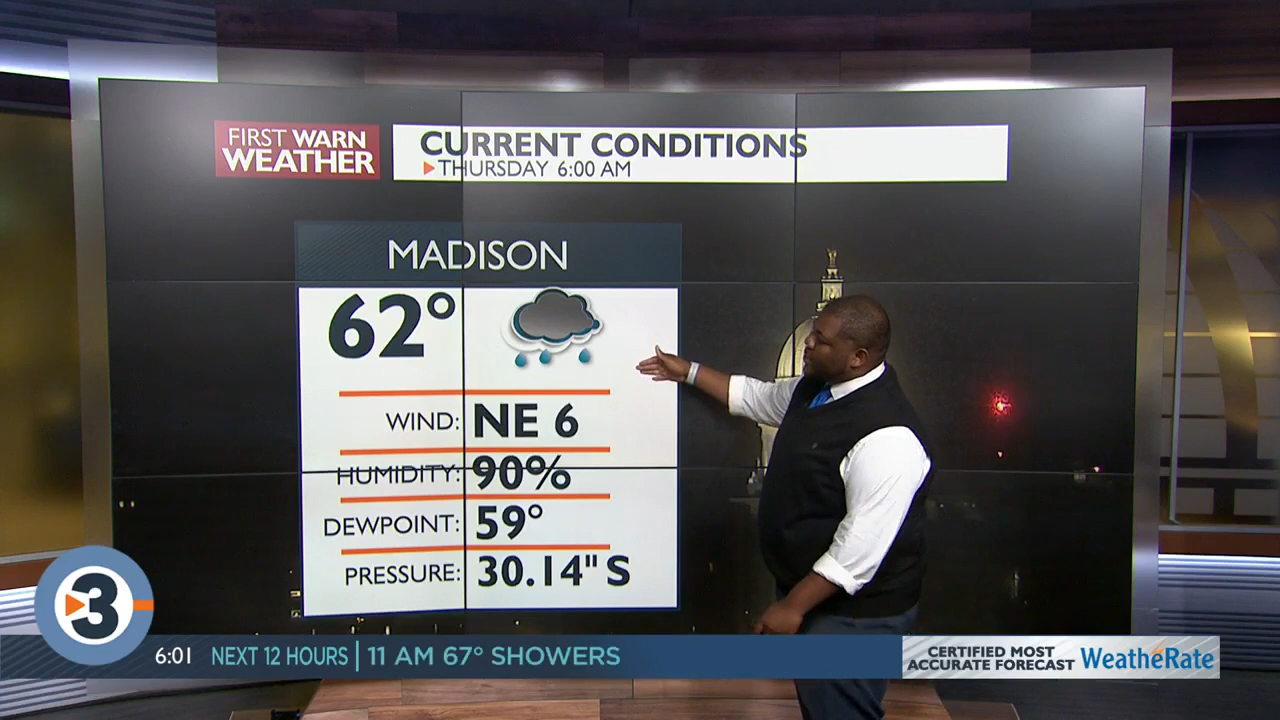 FIRST WARN
WEATHER
CURRENT CONDITIONS
THURSDAY 6:00 AM
MADISON
62°
WIND: NE 6
HUMIDITY: 90%
DEWPOINT: 59°
PRESSURE: 30.14" S
3
6:01 NEXT 12 HOURS | 11 AM 67° SHOWERS
CERTIFIED MOST
ACCURATE FORECAST
WeatheRate